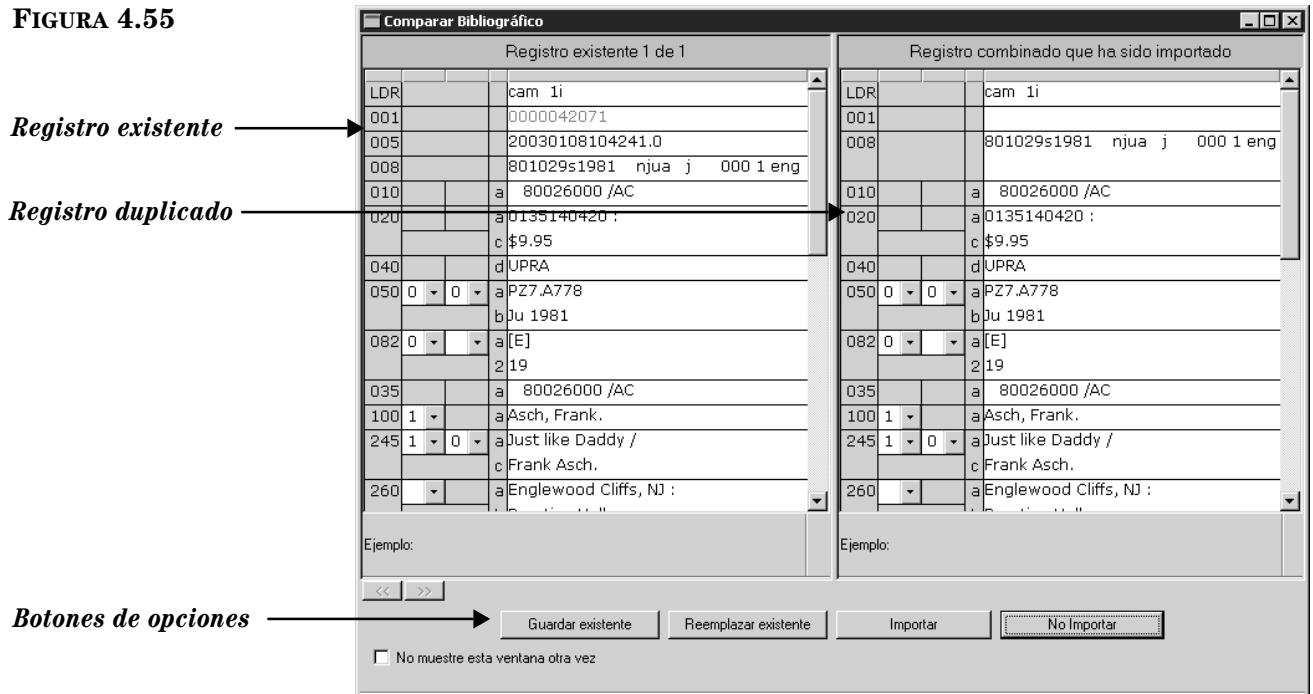 FIGURA 4.55
Comparar Bibliográfico
Registro existente 1 de 1
LDR cam 1i
001 0000042071
005 20030108104241.0
008 801029s1981 njua j 000 1 eng
010 a 80026000 /AC
020 a 0135140420 :
c $9.95
040 d UPRA
050 0 0 a PZ7.A778
b Ju 1981
082 0 a [E]
2 19
035 a 80026000 /AC
100 1 a Asch, Frank.
245 1 0 a Just like Daddy /
c Frank Asch.
260 a Englewood Cliffs, NJ :
Ejemplo:
Registro combinado que ha sido importado
LDR cam 1i
001
008 801029s1981 njua j 000 1 eng
010 a 80026000 /AC
020 a 0135140420 :
c $9.95
040 d UPRA
050 0 0 a PZ7.A778
b Ju 1981
082 0 a [E]
2 19
035 a 80026000 /AC
100 1 a Asch, Frank.
245 1 0 a Just like Daddy /
c Frank Asch.
260 a Englewood Cliffs, NJ :
Ejemplo:
Registro existente
Registro duplicado
Botones de opciones
<< >>
Guardar existente Reemplazar existente Importar No Importar
No muestre esta ventana otra vez